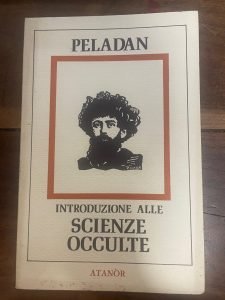 PELADAN
INTRODUZIONE ALLE
SCIENZE
OCCULTE
ATANÒR